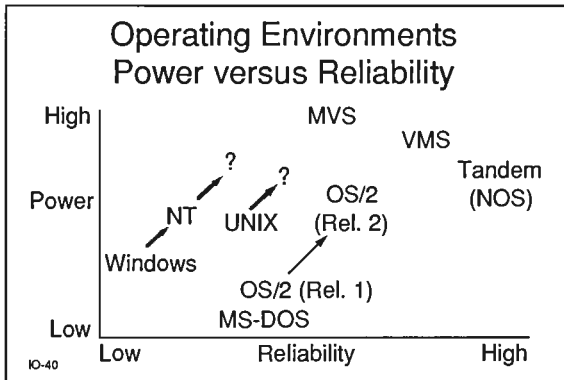 Operating Environments
Power versus Reliability
High
MVS
VMS
Tandem
(NOS)
?
?
Power
NT
UNIX
OS/2
(Rel. 2)
Windows
OS/2 (Rel. 1)
MS-DOS
Low
IO-40
Low
Reliability
High